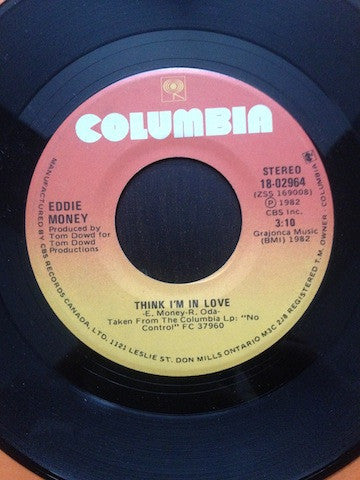 COLUMBIA
EDDIE
MONEY
Produced by
Tom Dowd for
Tom Dowd
Productions
STEREO
18-02964
(ZSS 169008)
Ⓟ 1982
CBS Inc.
3:10
Grajonca Music
(BMI) 1982
THINK I'M IN LOVE
-E. Money-R. Oda-
Taken From The Columbia Lp: "No
Control" FC 37960
MANUFACTURED BY CBS RECORDS CANADA, LTD. 1121 LESLIE ST. DON MILLS ONTARIO M3C 2J8 REGISTERED T.M. OWNER-COLUMBIA